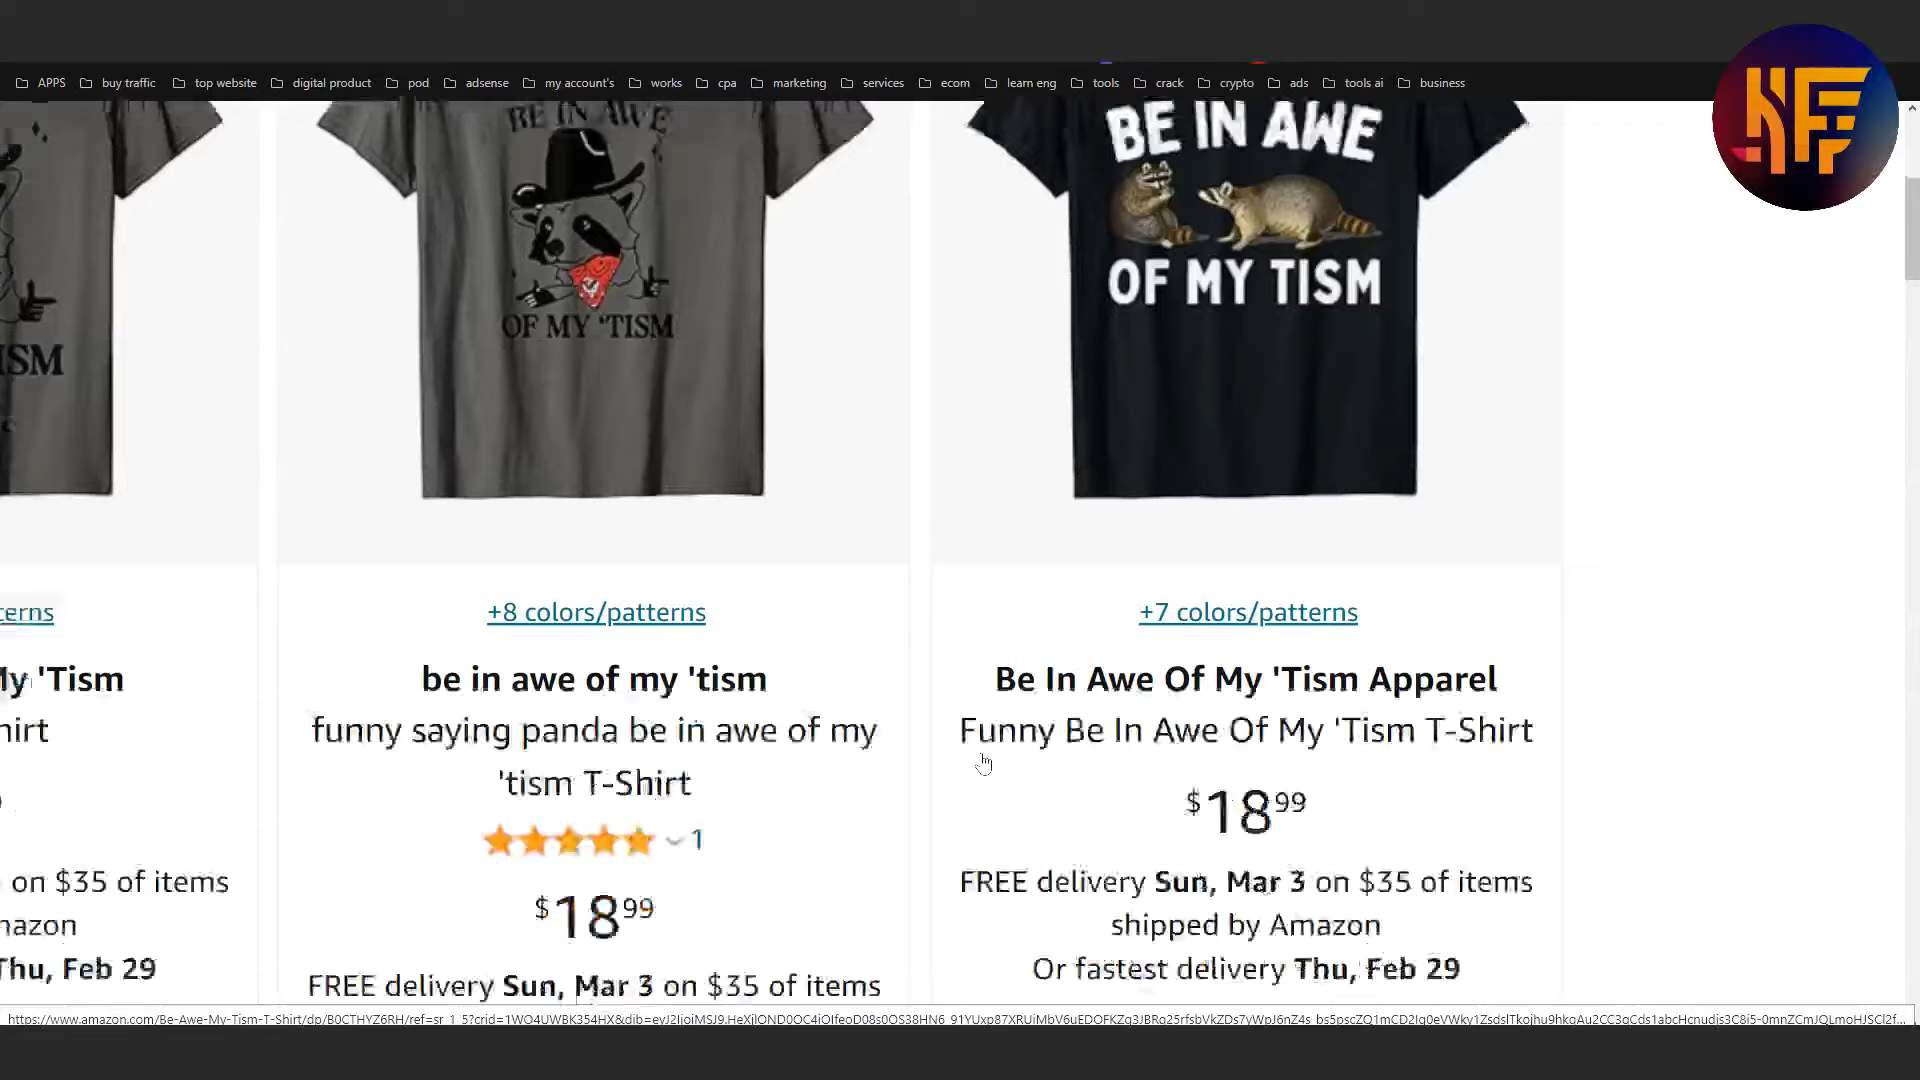 APPS buy traffic top website digital product pod adsense my account's works cpa marketing services ecom learn eng tools crack crypto ads tools ai business
BE IN AWE
OF MY 'TISM
BE IN AWE
OF MY TISM
ISM
erns
My 'Tism
hirt
on $35 of items
mazon
Thu, Feb 29
+8 colors/patterns
be in awe of my 'tism
funny saying panda be in awe of my
'tism T-Shirt
1
$18 99
FREE delivery Sun, Mar 3 on $35 of items
+7 colors/patterns
Be In Awe Of My 'Tism Apparel
Funny Be In Awe Of My 'Tism T-Shirt
$18 99
FREE delivery Sun, Mar 3 on $35 of items
shipped by Amazon
Or fastest delivery Thu, Feb 29